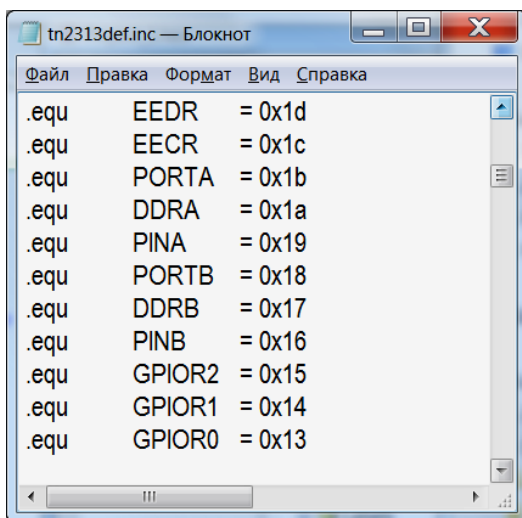 tn2313def.inc — Блокнот
Файл Правка Формат Вид Справка
.equ EEDR = 0x1d
.equ EECR = 0x1c
.equ PORTA = 0x1b
.equ DDRA = 0x1a
.equ PINA = 0x19
.equ PORTB = 0x18
.equ DDRB = 0x17
.equ PINB = 0x16
.equ GPIOR2 = 0x15
.equ GPIOR1 = 0x14
.equ GPIOR0 = 0x13